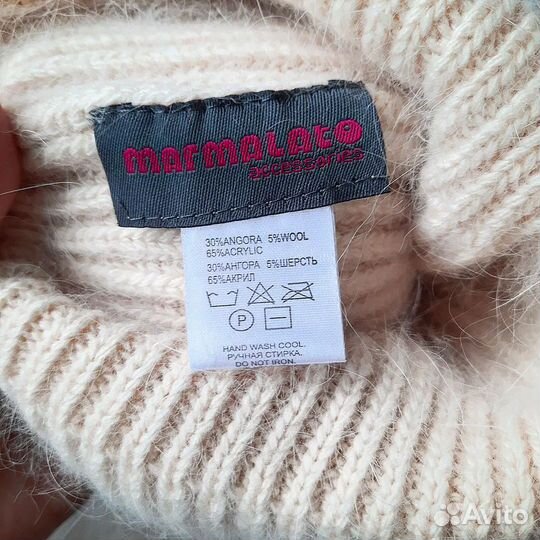 marmalato
accessories
30%ANGORA 5%WOOL
65%ACRYLIC
30%АНГОРА 5%ШЕРСТЬ
65%АКРИЛ
P
HAND WASH COOL.
РУЧНАЯ СТИРКА.
DO NOT IRON.
Avito